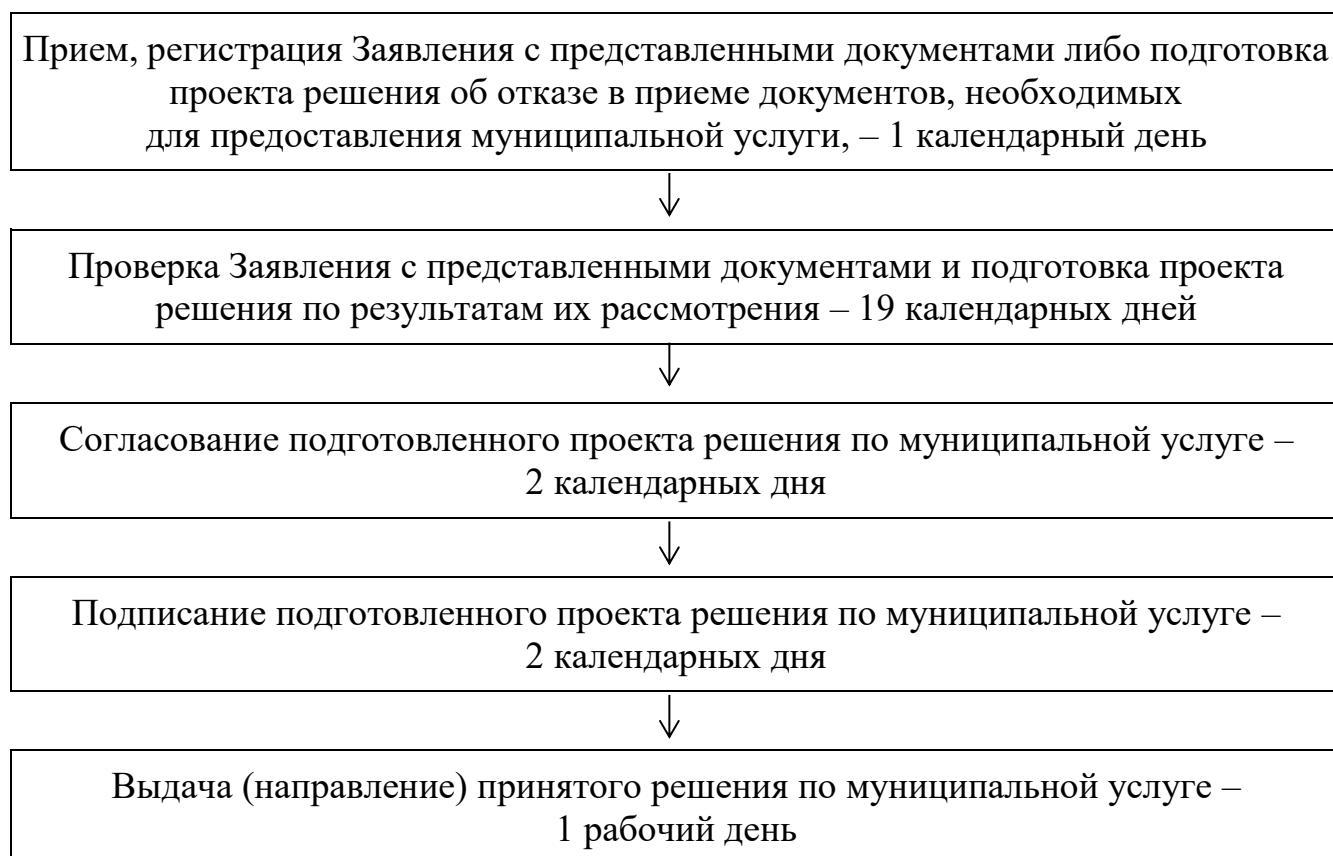 Прием, регистрация Заявления с представленными документами либо подготовка
проекта решения об отказе в приеме документов, необходимых
для предоставления муниципальной услуги, – 1 календарный день
Проверка Заявления с представленными документами и подготовка проекта
решения по результатам их рассмотрения – 19 календарных дней
Согласование подготовленного проекта решения по муниципальной услуге –
2 календарных дня
Подписание подготовленного проекта решения по муниципальной услуге –
2 календарных дня
Выдача (направление) принятого решения по муниципальной услуге –
1 рабочий день